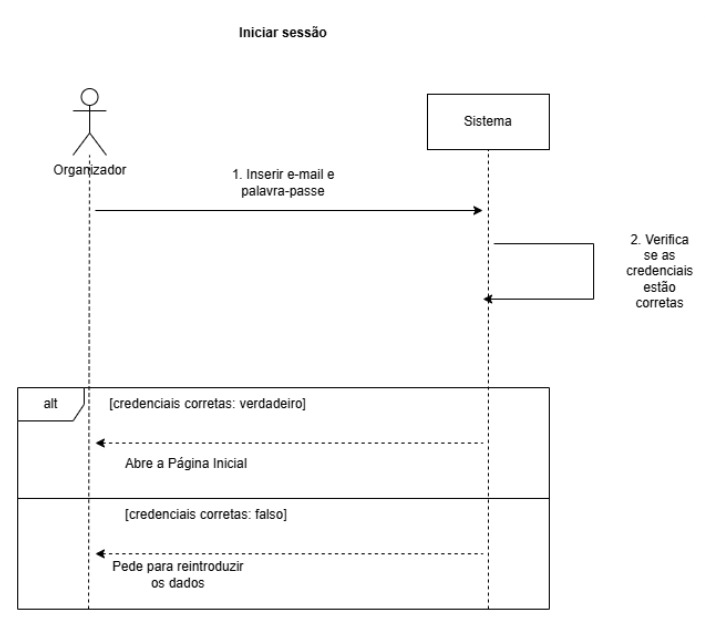 Iniciar sessão
Organizador
Sistema
1. Inserir e-mail e
palavra-passe
2. Verifica
se as
credenciais
estão
corretas
alt
[credenciais corretas: verdadeiro]
Abre a Página Inicial
[credenciais corretas: falso]
Pede para reintroduzir
os dados